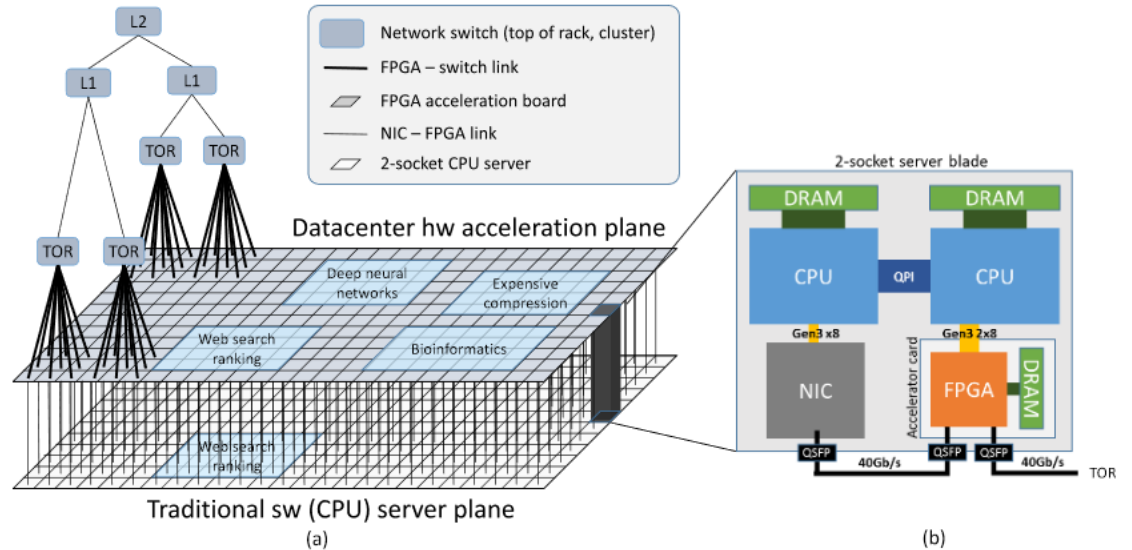 L2
L1
L1
TOR
TOR
TOR
TOR
Network switch (top of rack, cluster)
FPGA – switch link
FPGA acceleration board
NIC – FPGA link
2-socket CPU server
Datacenter hw acceleration plane
Deep neural
networks
Expensive
compression
Web search
ranking
Bioinformatics
Web search
ranking
Traditional sw (CPU) server plane
(a)
2-socket server blade
DRAM
DRAM
CPU
QPI
CPU
Gen3 x8
Gen3 2x8
NIC
Accelerator card
FPGA
DRAM
QSFP
QSFP
QSFP
40Gb/s
40Gb/s
TOR
(b)